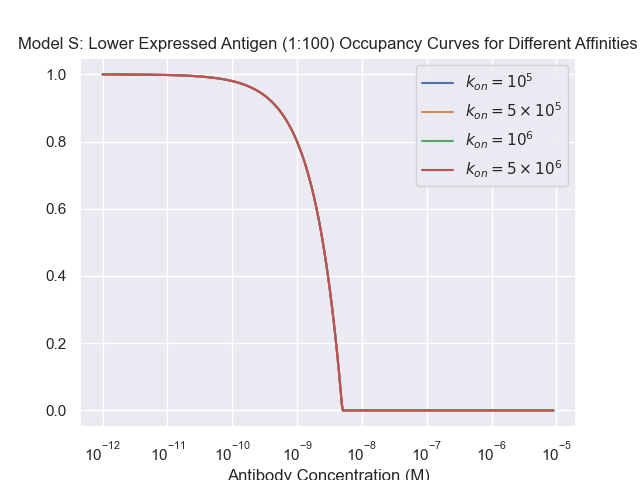 Model S: Lower Expressed Antigen (1:100) Occupancy Curves for Different Affinities
1.0
0.8
0.6
0.4
0.2
0.0
k_on = 10^5
k_on = 5 × 10^5
k_on = 10^6
k_on = 5 × 10^6
10^−12 10^−11 10^−10 10^−9 10^−8 10^−7 10^−6 10^−5
Antibody Concentration (M)